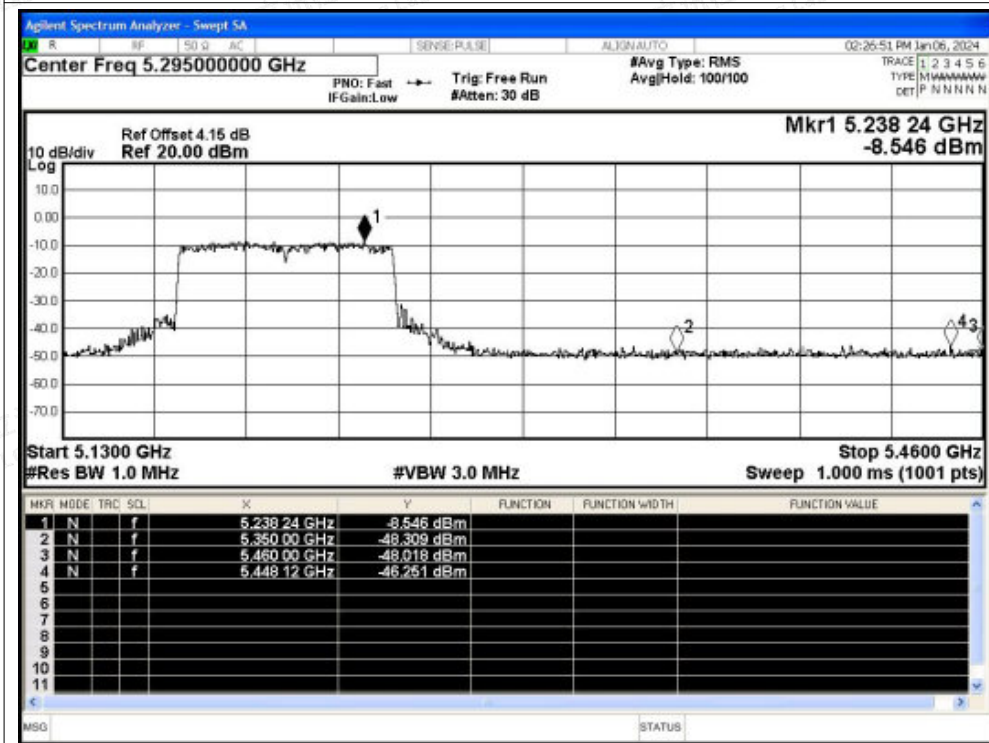 Agilent Spectrum Analyzer - Swept SA
R RF 50 Ω AC SENSE:PULSE ALIGNAUTO 02:26:51 PM Jan 06, 2024
Center Freq 5.295000000 GHz
PNO: Fast
IFGain:Low
Trig: Free Run
#Atten: 30 dB
#Avg Type: RMS
Avg|Hold: 100/100
TRACE 1 2 3 4 5 6
TYPE M
DET P N N N N N
Mkr1 5.238 24 GHz
-8.546 dBm
Ref Offset 4.15 dB
10 dB/div Ref 20.00 dBm
Log
10.0
0.00
-10.0
-20.0
-30.0
-40.0
-50.0
-60.0
-70.0
1
2
4 3
Start 5.1300 GHz Stop 5.4600 GHz
#Res BW 1.0 MHz #VBW 3.0 MHz Sweep 1.000 ms (1001 pts)
MKR MODE TRC SCL X Y FUNCTION FUNCTION WIDTH FUNCTION VALUE
1 N f 5.238 24 GHz -8.546 dBm
2 N f 5.350 00 GHz -48.309 dBm
3 N f 5.460 00 GHz -48.018 dBm
4 N f 5.448 12 GHz -46.251 dBm
5
6
7
8
9
10
11
MSG STATUS